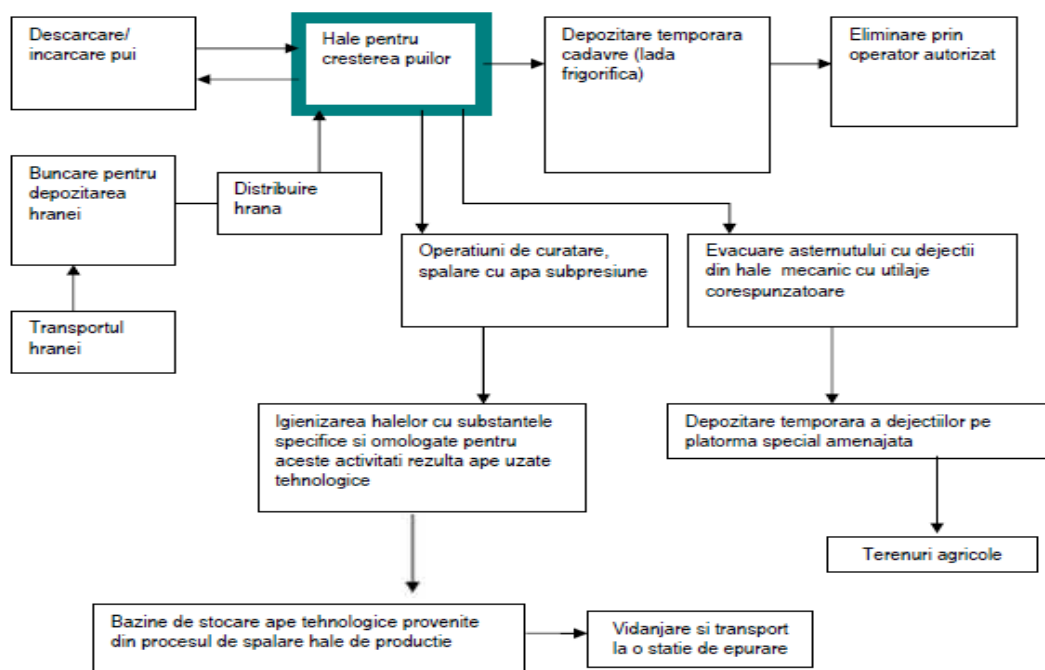 Descarcare/
incarcare pui
Hale pentru
cresterea puilor
Depozitare temporara
cadavre (lada
frigorifica)
Eliminare prin
operator autorizat
Buncare pentru
depozitarea
hranei
Distribuire
hrana
Transportul
hranei
Operatiuni de curatare,
spalare cu apa subpresiune
Evacuare asternutului cu dejectii
din hale mecanic cu utilaje
corespunzatoare
Igienizarea halelor cu substantele
specifice si omologate pentru
aceste activitati rezulta ape uzate
tehnologice
Depozitare temporara a dejectiilor pe
platorma special amenajata
Terenuri agricole
Bazine de stocare ape tehnologice provenite
din procesul de spalare hale de productie
Vidanjare si transport
la o statie de epurare